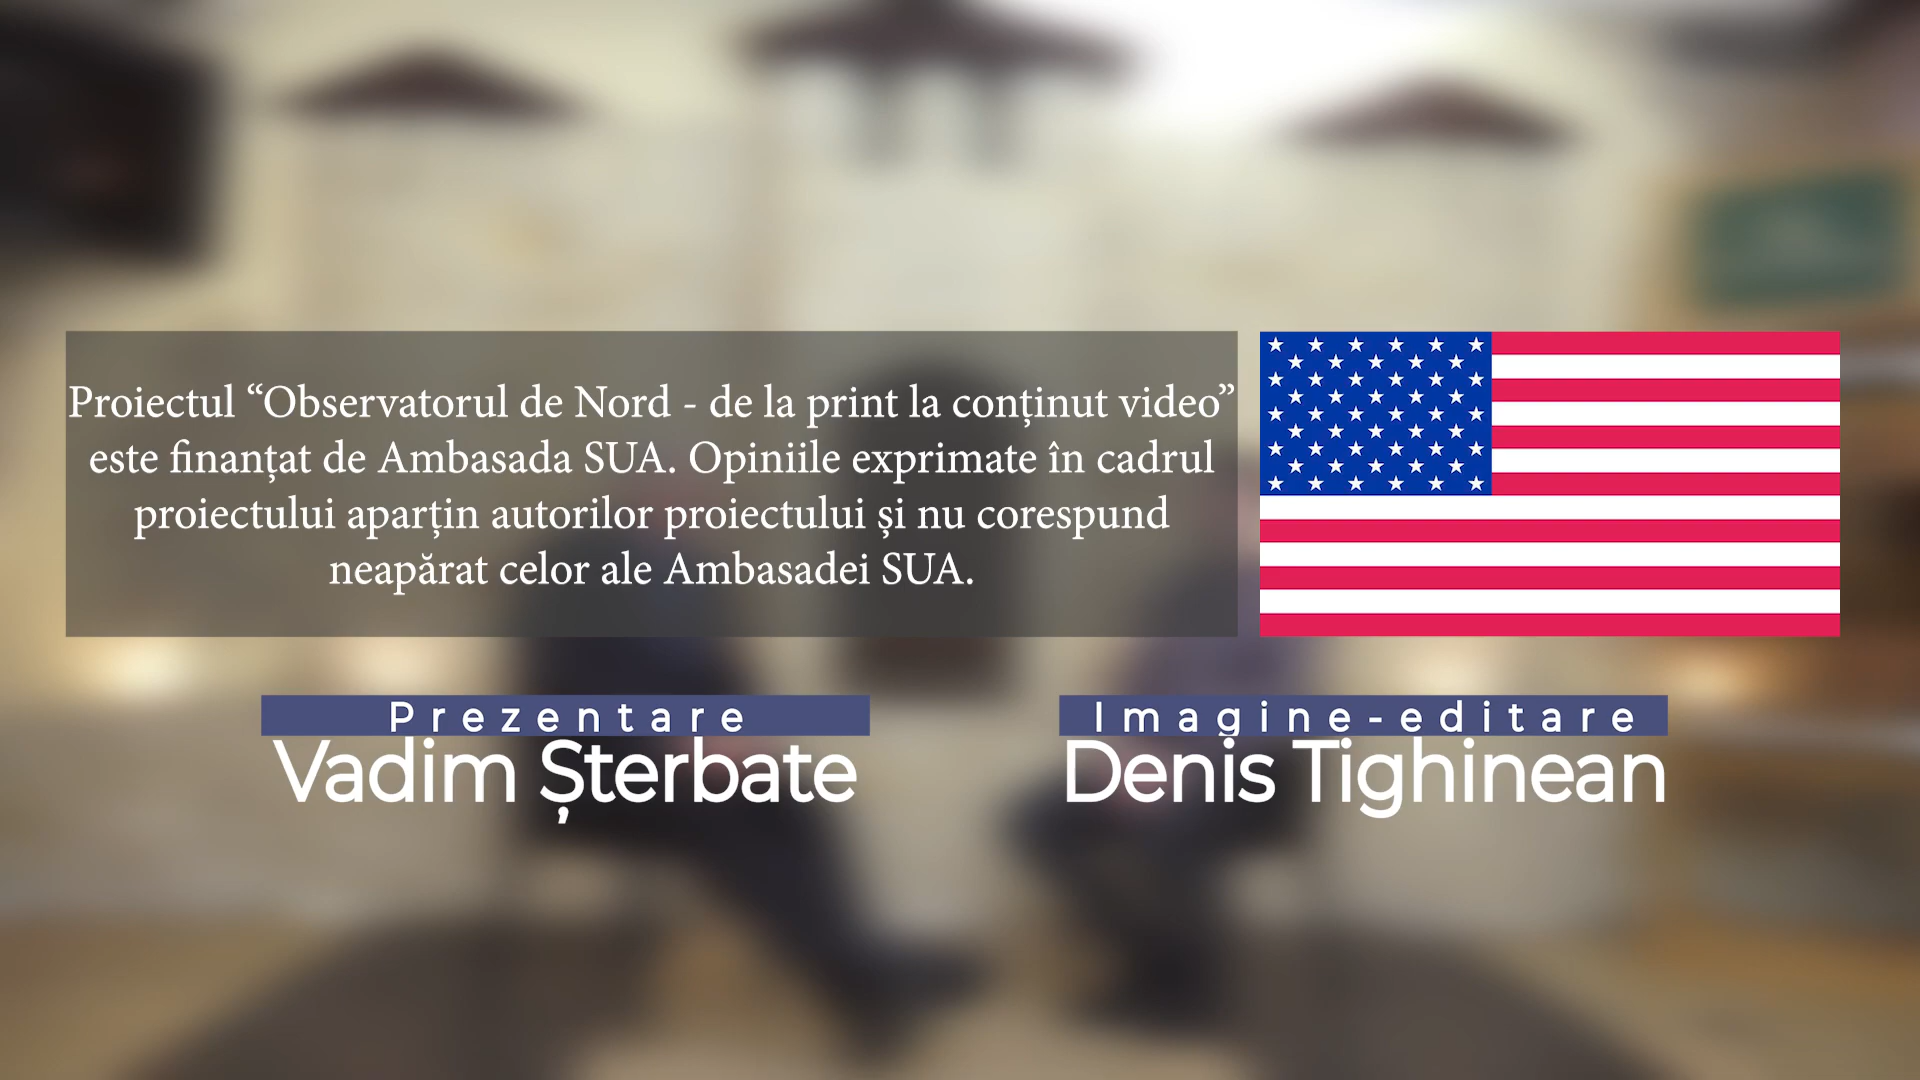 Proiectul “Observatorul de Nord - de la print la conținut video”
este finanțat de Ambasada SUA. Opiniile exprimate în cadrul
proiectului aparțin autorilor proiectului și nu corespund
neapărat celor ale Ambasadei SUA.
Prezentare
Vadim Șterbate
Imagine-editare
Denis Tighinean